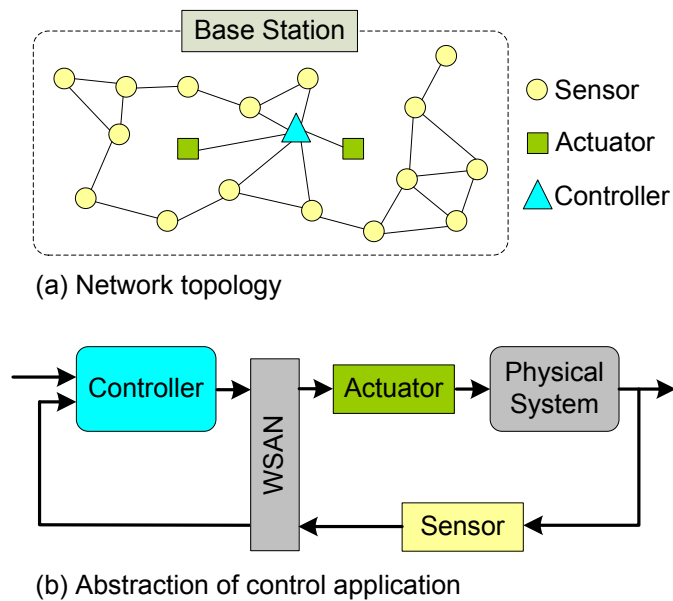 Base Station
Sensor
Actuator
Controller
(a) Network topology
Controller
WSAN
Actuator
Physical
System
Sensor
(b) Abstraction of control application